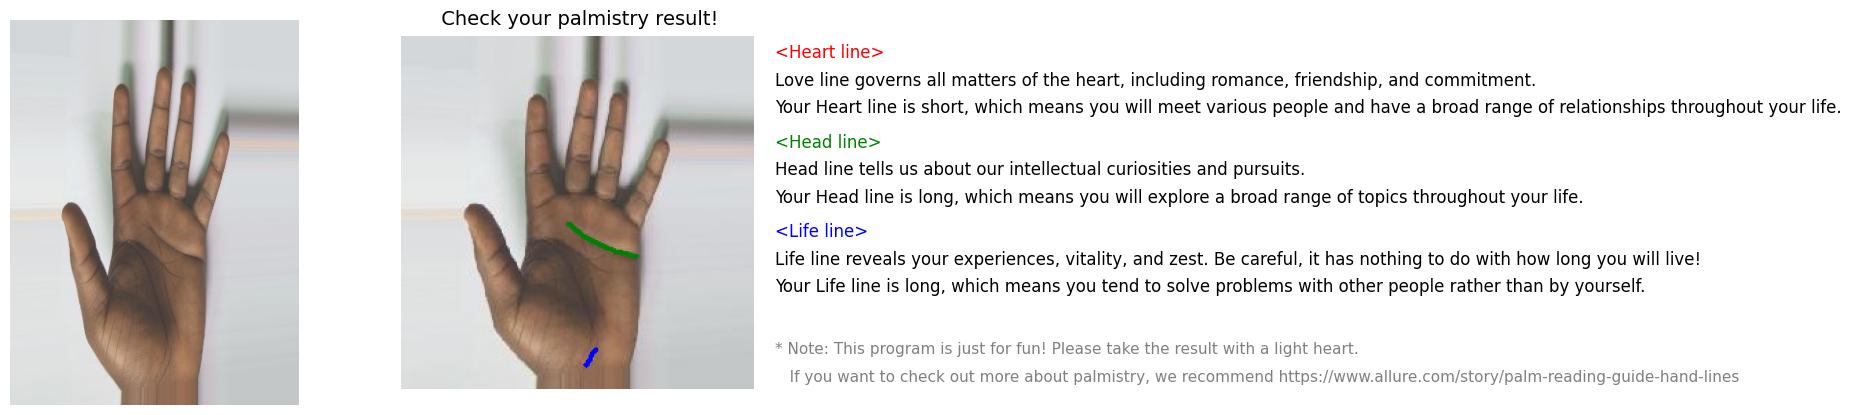 Check your palmistry result!
<Heart line>
Love line governs all matters of the heart, including romance, friendship, and commitment.
Your Heart line is short, which means you will meet various people and have a broad range of relationships throughout your life.
<Head line>
Head line tells us about our intellectual curiosities and pursuits.
Your Head line is long, which means you will explore a broad range of topics throughout your life.
<Life line>
Life line reveals your experiences, vitality, and zest. Be careful, it has nothing to do with how long you will live!
Your Life line is long, which means you tend to solve problems with other people rather than by yourself.
* Note: This program is just for fun! Please take the result with a light heart.
If you want to check out more about palmistry, we recommend https://www.allure.com/story/palm-reading-guide-hand-lines